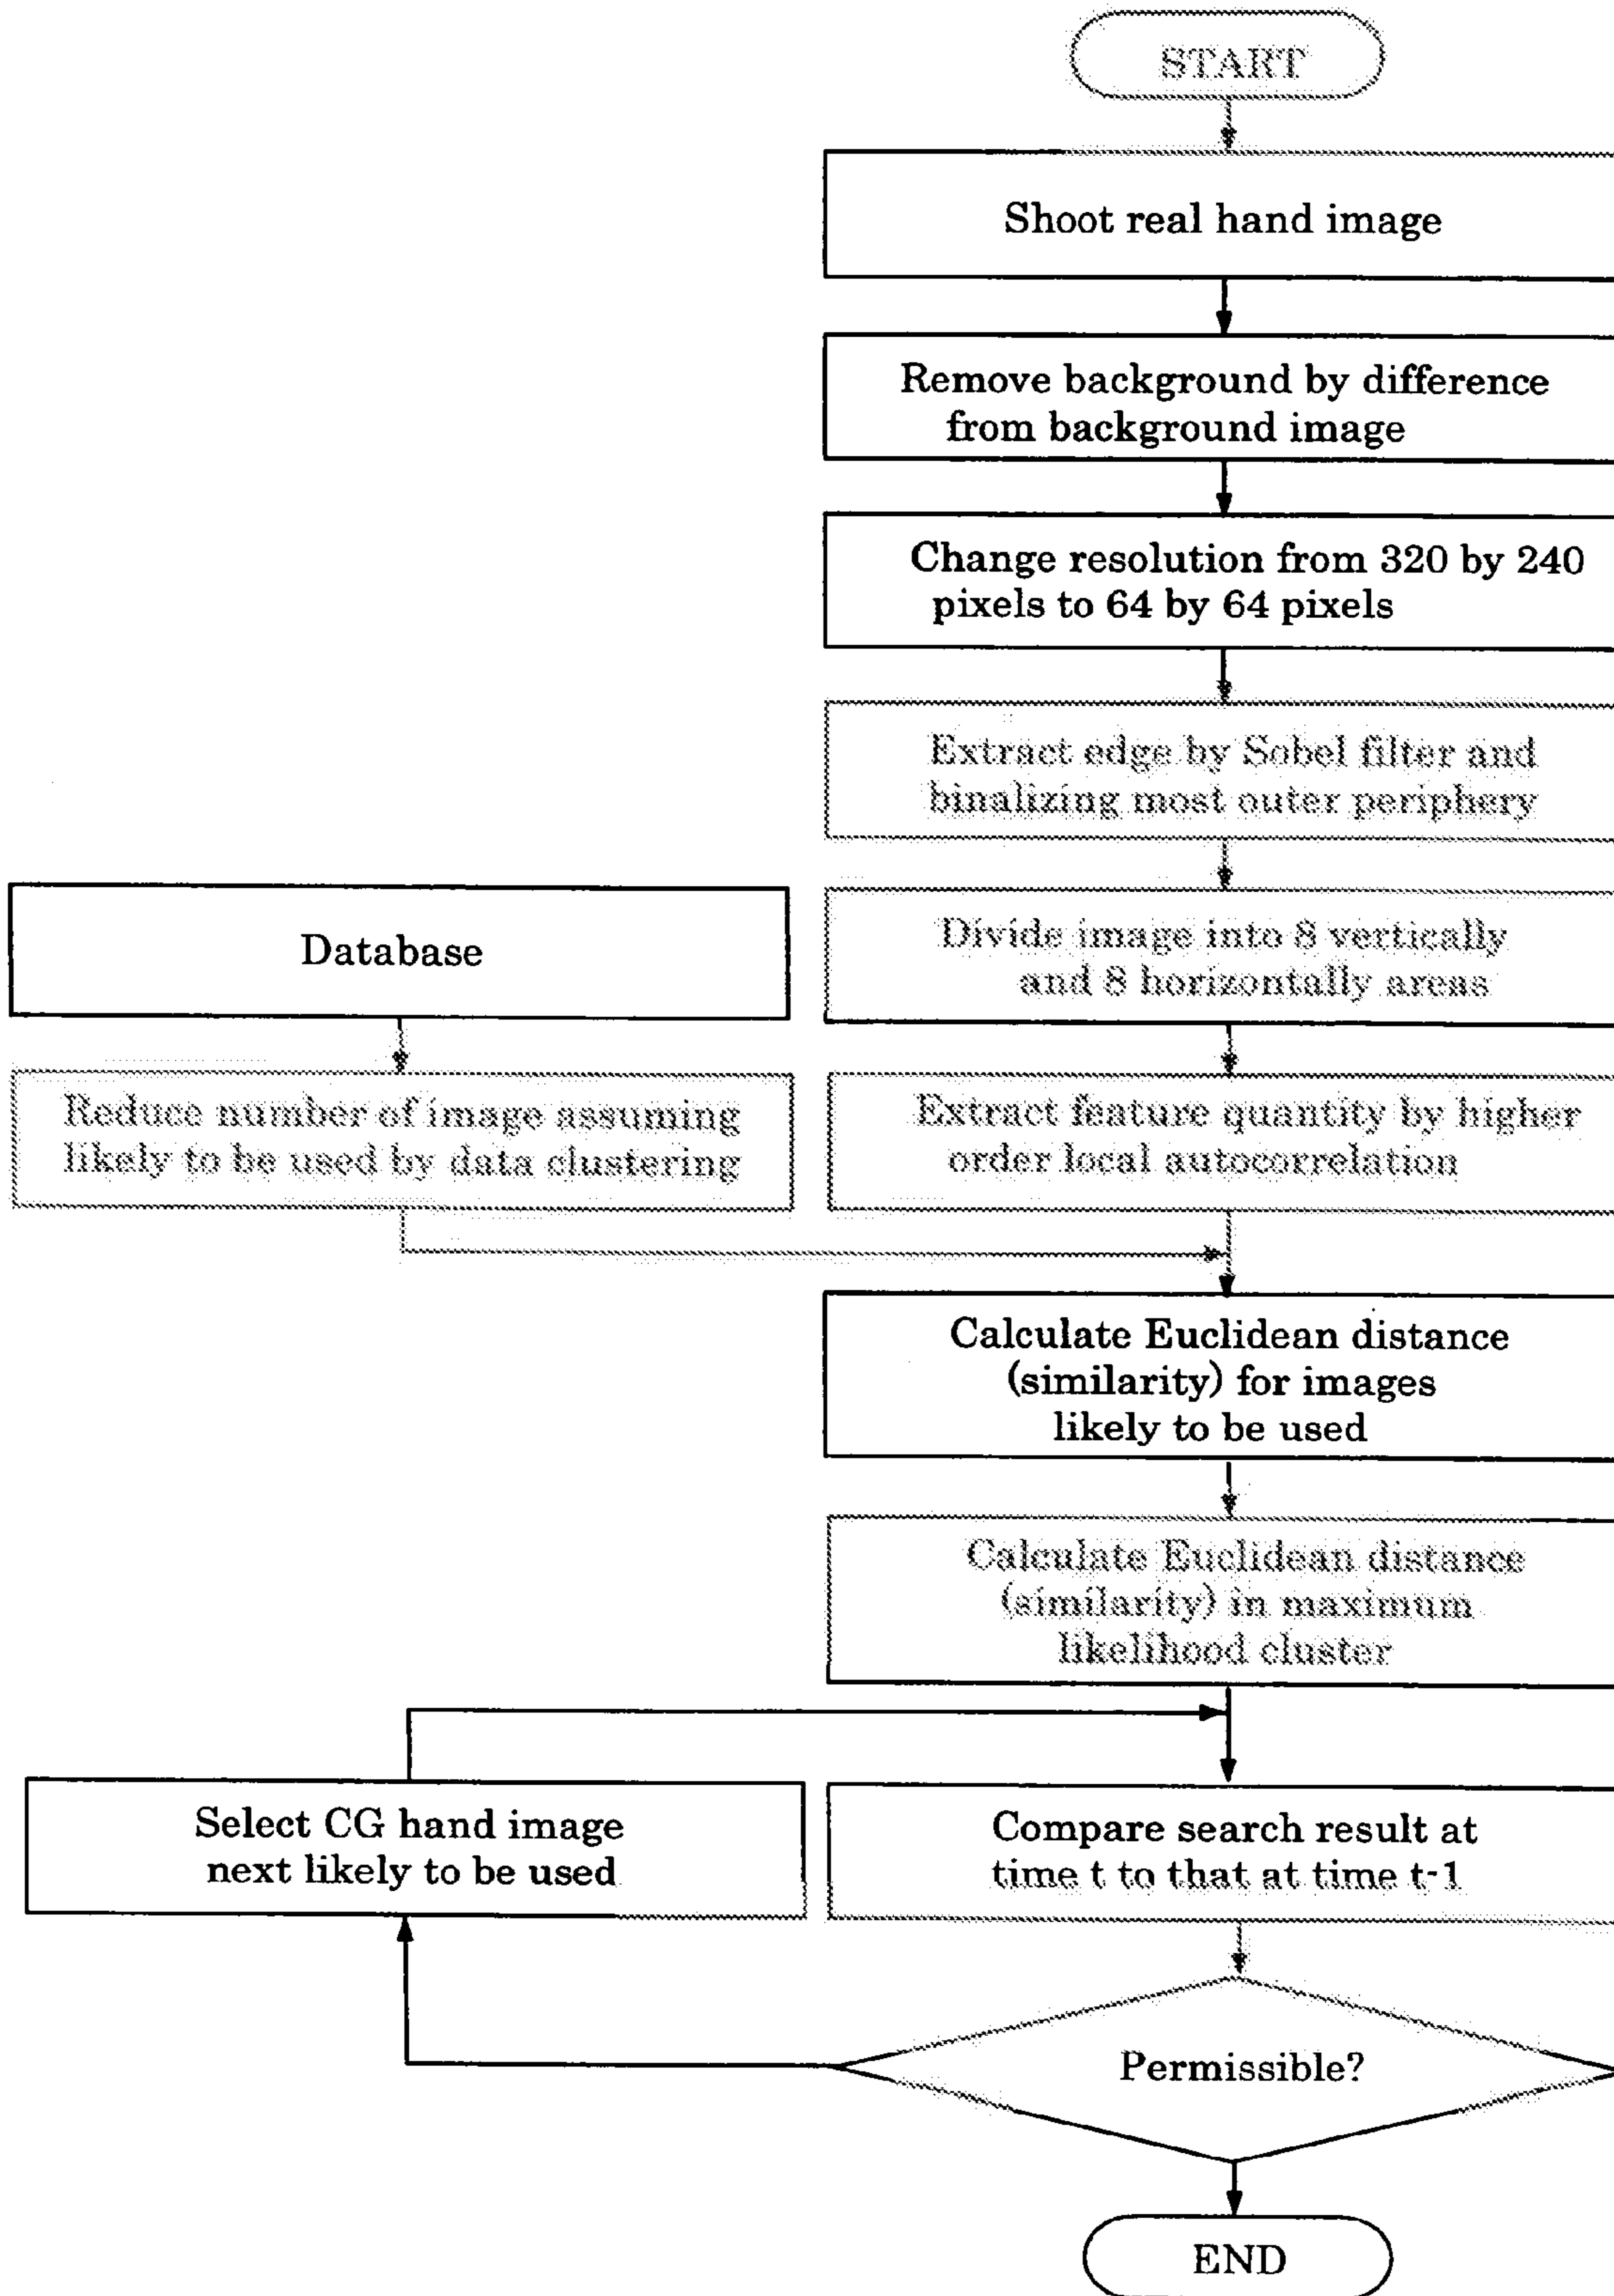 START
Shoot real hand image
Remove background by difference
from background image
Change resolution from 320 by 240
pixels to 64 by 64 pixels
Extract edge by Sobel filter and
binalizing most outer periphery
Database
Divide image into 8 vertically
and 8 horizontally areas
Reduce number of image assuming
likely to be used by data clustering
Extract feature quantity by higher
order local autocorrelation
Calculate Euclidean distance
(similarity) for images
likely to be used
Calculate Euclidean distance
(similarity) in maximum
likelihood cluster
Select CG hand image
next likely to be used
Compare search result at
time t to that at time t-1
Permissible?
END